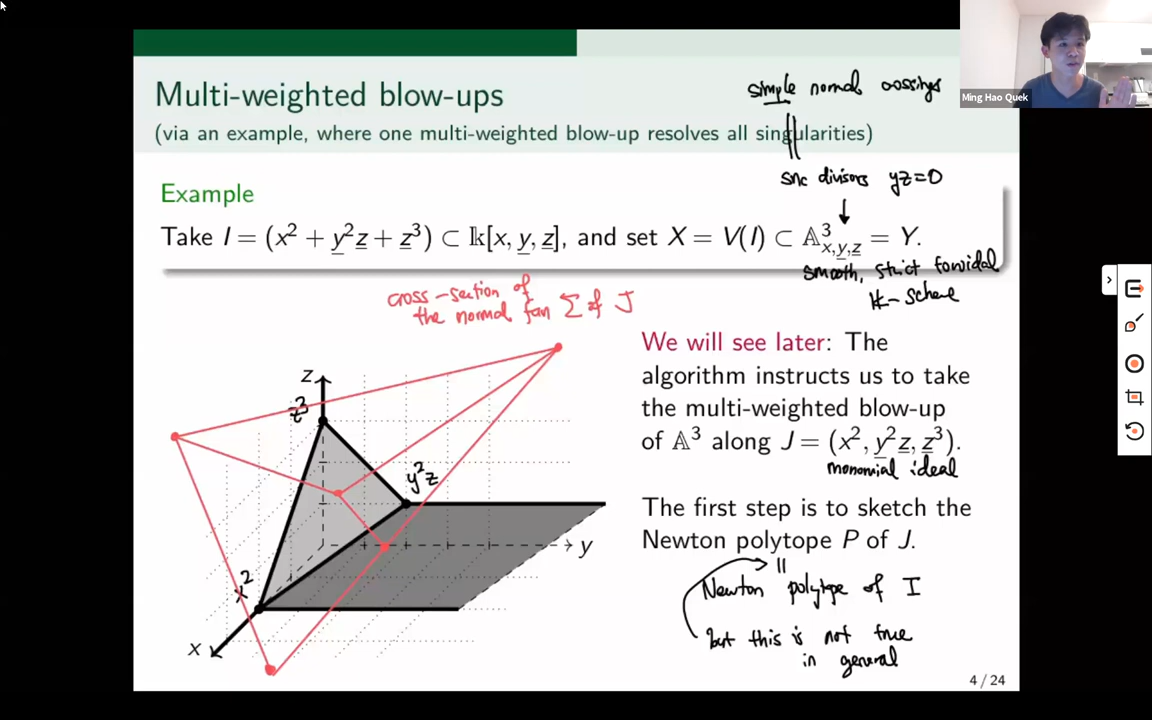 Multi-weighted blow-ups
(via an example, where one multi-weighted blow-up resolves all singularities)
simple normal crossings
Ming Hao Quek
||
snc divisors yz=0
Example
Take I = (x² + y²z + z³) ⊂ 𝕜[x, y, z], and set X = V(I) ⊂ 𝔸³x,y,z = Y.
smooth, strict toroidal
𝕜-scheme
cross-section of
the normal fan Σ of J
We will see later: The
algorithm instructs us to take
the multi-weighted blow-up
of 𝔸³ along J = (x², y²z, z³).
monomial ideal
The first step is to sketch the
Newton polytope P of J.
||
Newton polytope of I
but this is not true
in general
z
z³
y²z
y
x²
x
4 / 24